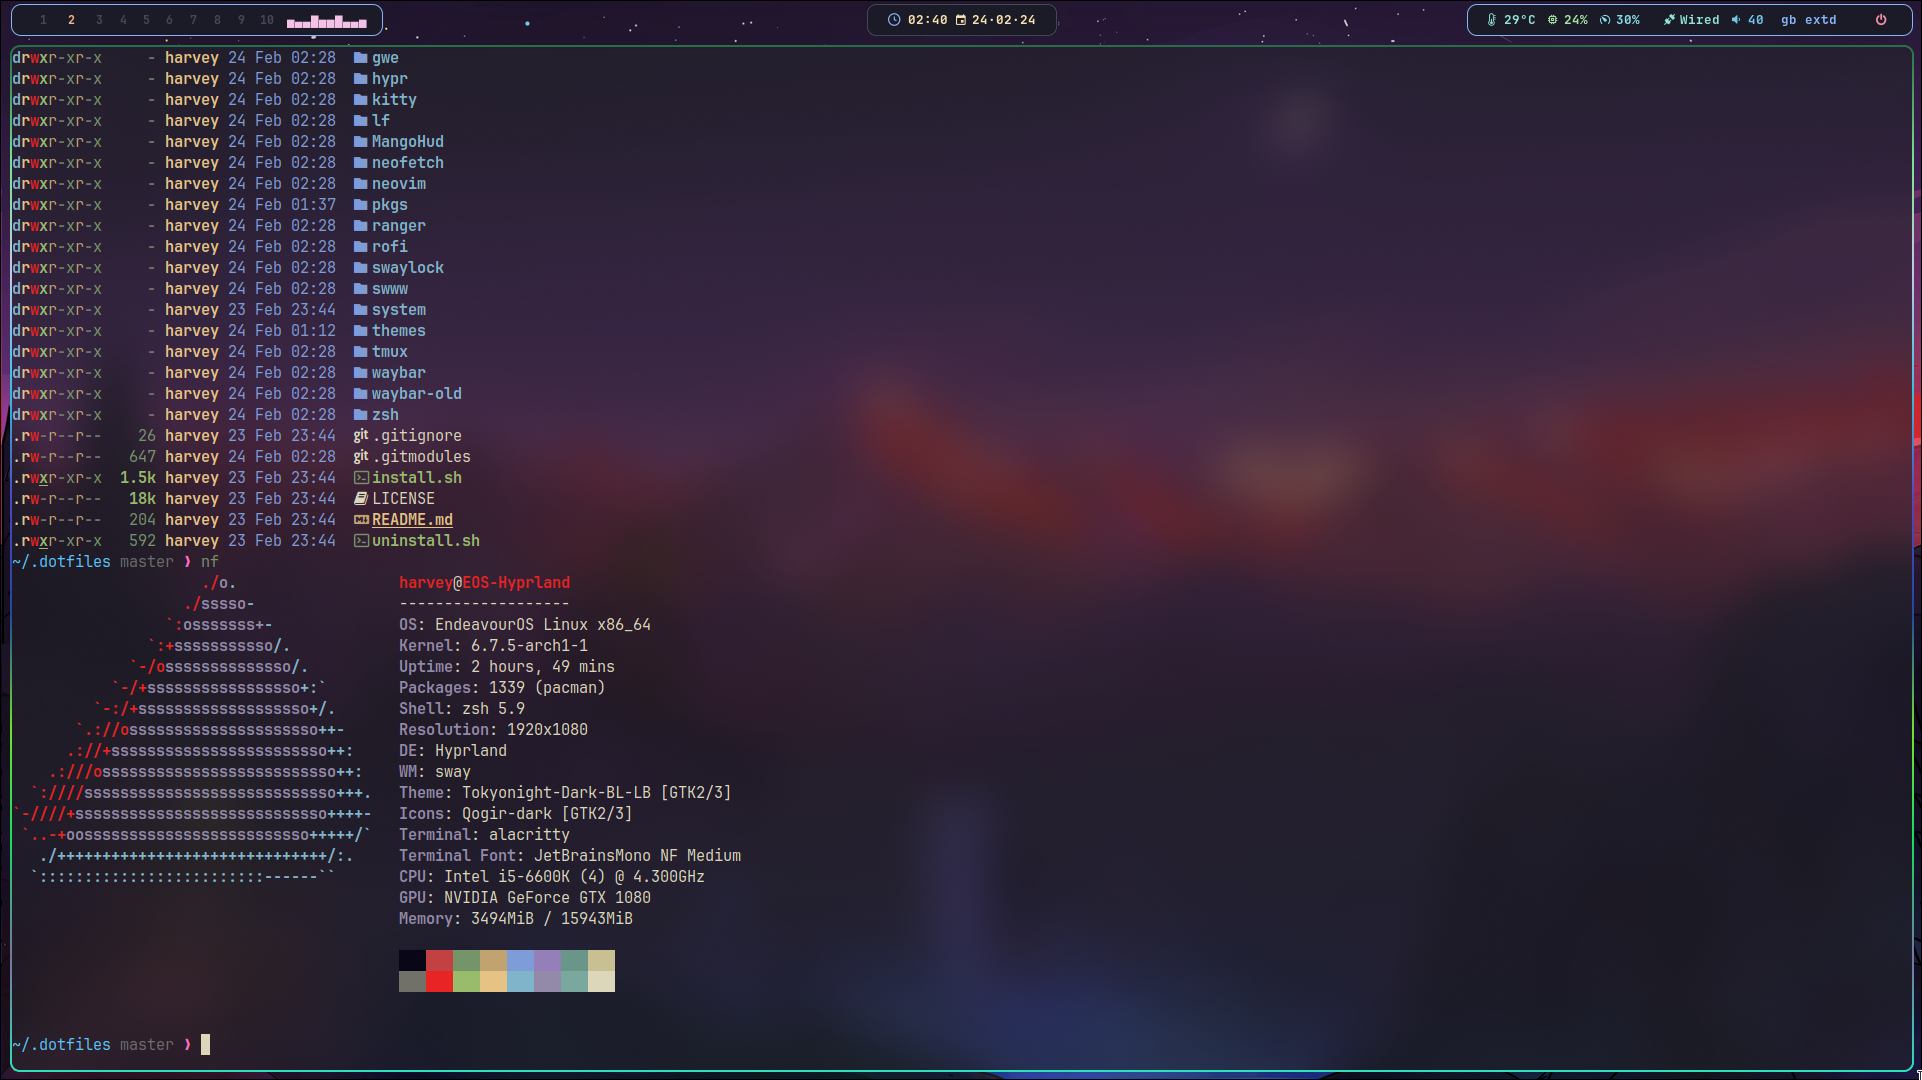 1 2 3 4 5 6 7 8 9 10
02:40 24·02·24
29°C 24% 30% Wired 40 gb extd
drwxr-xr-x - harvey 24 Feb 02:28 gwe
drwxr-xr-x - harvey 24 Feb 02:28 hypr
drwxr-xr-x - harvey 24 Feb 02:28 kitty
drwxr-xr-x - harvey 24 Feb 02:28 lf
drwxr-xr-x - harvey 24 Feb 02:28 MangoHud
drwxr-xr-x - harvey 24 Feb 02:28 neofetch
drwxr-xr-x - harvey 24 Feb 02:28 neovim
drwxr-xr-x - harvey 24 Feb 01:37 pkgs
drwxr-xr-x - harvey 24 Feb 02:28 ranger
drwxr-xr-x - harvey 24 Feb 02:28 rofi
drwxr-xr-x - harvey 24 Feb 02:28 swaylock
drwxr-xr-x - harvey 24 Feb 02:28 swww
drwxr-xr-x - harvey 23 Feb 23:44 system
drwxr-xr-x - harvey 24 Feb 01:12 themes
drwxr-xr-x - harvey 24 Feb 02:28 tmux
drwxr-xr-x - harvey 24 Feb 02:28 waybar
drwxr-xr-x - harvey 24 Feb 02:28 waybar-old
drwxr-xr-x - harvey 24 Feb 02:28 zsh
.rw-r--r-- 26 harvey 23 Feb 23:44 git .gitignore
.rw-r--r-- 647 harvey 24 Feb 02:28 git .gitmodules
.rwxr-xr-x 1.5k harvey 23 Feb 23:44 install.sh
.rw-r--r-- 18k harvey 23 Feb 23:44 LICENSE
.rw-r--r-- 204 harvey 23 Feb 23:44 README.md
.rwxr-xr-x 592 harvey 23 Feb 23:44 uninstall.sh
~/.dotfiles master ❯ nf
./o. harvey@EOS-Hyprland
./sssso- -------------------
`:osssssss+- OS: EndeavourOS Linux x86_64
`:+sssssssssso/. Kernel: 6.7.5-arch1-1
`-/ossssssssssssso/. Uptime: 2 hours, 49 mins
`-/+sssssssssssssssso+:` Packages: 1339 (pacman)
`-:/+sssssssssssssssssso+/. Shell: zsh 5.9
`.://osssssssssssssssssssso++- Resolution: 1920x1080
.://+ssssssssssssssssssssssso++: DE: Hyprland
.:///ossssssssssssssssssssssssso++: WM: sway
`:////ssssssssssssssssssssssssssso+++. Theme: Tokyonight-Dark-BL-LB [GTK2/3]
`-////+ssssssssssssssssssssssssssso++++- Icons: Qogir-dark [GTK2/3]
`..-+oosssssssssssssssssssssssso+++++/` Terminal: alacritty
./++++++++++++++++++++++++++++++/:. Terminal Font: JetBrainsMono NF Medium
`:::::::::::::::::::::::::------`` CPU: Intel i5-6600K (4) @ 4.300GHz
GPU: NVIDIA GeForce GTX 1080
Memory: 3494MiB / 15943MiB
~/.dotfiles master ❯